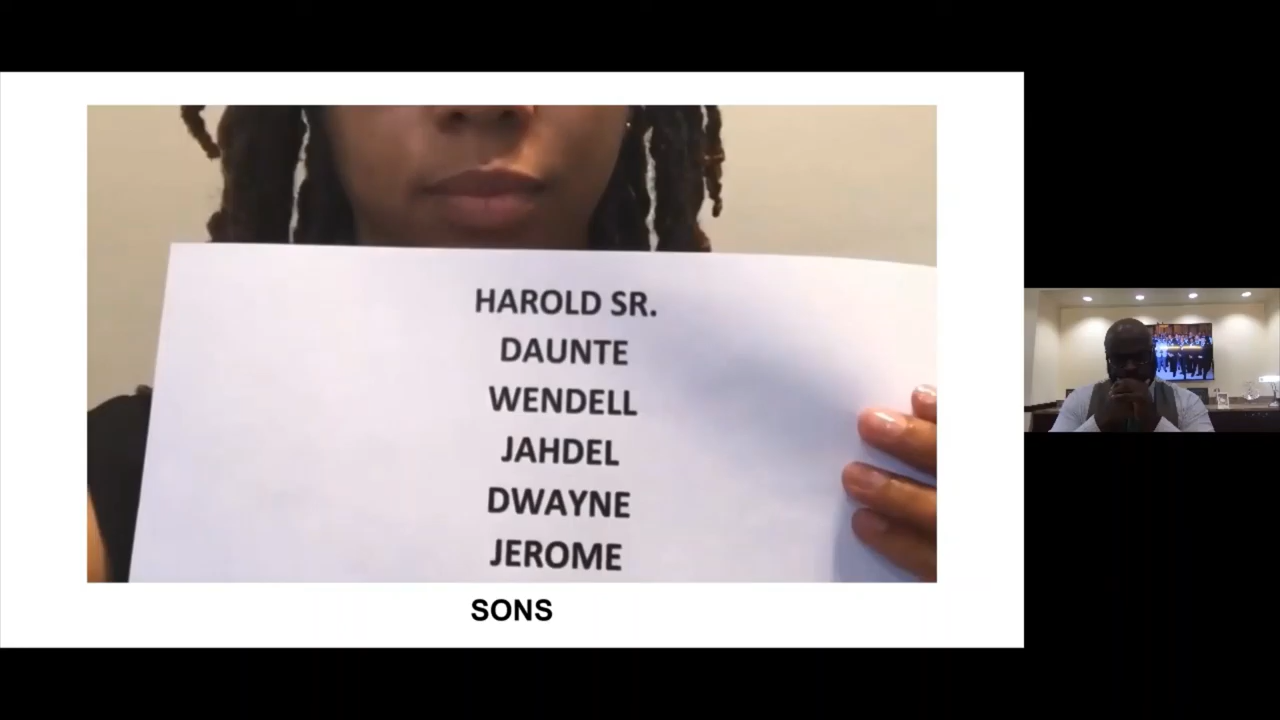 HAROLD SR.
DAUNTE
WENDELL
JAHDEL
DWAYNE
JEROME
SONS